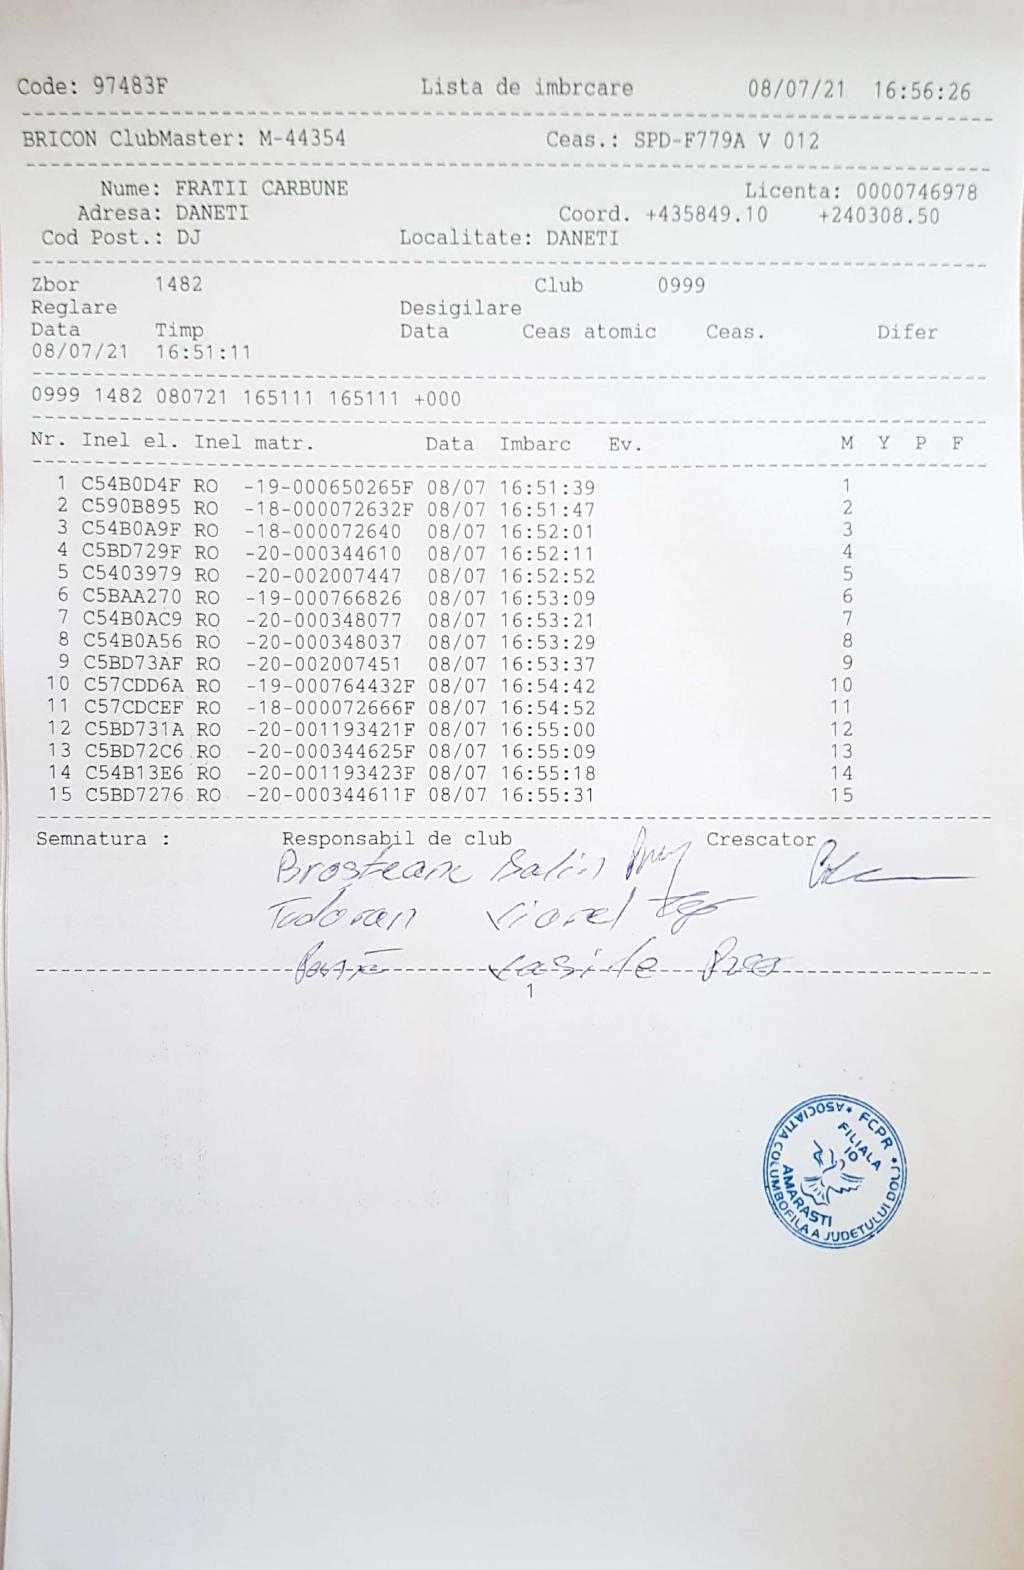 Code: 97483F Lista de imbrcare 08/07/21 16:56:26
BRICON ClubMaster: M-44354 Ceas.: SPD-F779A V 012
Nume: FRATII CARBUNE Licenta: 0000746978
Adresa: DANETI Coord. +435849.10 +240308.50
Cod Post.: DJ Localitate: DANETI
Zbor 1482 Club 0999
Reglare Desigilare
Data Timp Data Ceas atomic Ceas. Difer
08/07/21 16:51:11
0999 1482 080721 165111 165111 +000
Nr. Inel el. Inel matr. Data Imbarc Ev. M Y P F
1 C54B0D4F RO -19-000650265F 08/07 16:51:39 1
2 C590B895 RO -18-000072632F 08/07 16:51:47 2
3 C54B0A9F RO -18-000072640 08/07 16:52:01 3
4 C5BD729F RO -20-000344610 08/07 16:52:11 4
5 C5403979 RO -20-002007447 08/07 16:52:52 5
6 C5BAA270 RO -19-000766826 08/07 16:53:09 6
7 C54B0AC9 RO -20-000348077 08/07 16:53:21 7
8 C54B0A56 RO -20-000348037 08/07 16:53:29 8
9 C5BD73AF RO -20-002007451 08/07 16:53:37 9
10 C57CDD6A RO -19-000764432F 08/07 16:54:42 10
11 C57CDCEF RO -18-000072666F 08/07 16:54:52 11
12 C5BD731A RO -20-001193421F 08/07 16:55:00 12
13 C5BD72C6 RO -20-000344625F 08/07 16:55:09 13
14 C54B13E6 RO -20-001193423F 08/07 16:55:18 14
15 C5BD7276 RO -20-000344611F 08/07 16:55:31 15
Semnatura : Responsabil de club Crescator
Brosteanu
Tudoran Viorel
Vasile
1
ASOCIATIA COLUMBOFILA A JUDETULUI DOLJ * FCPR *
FILIALA
10
AMARASTI